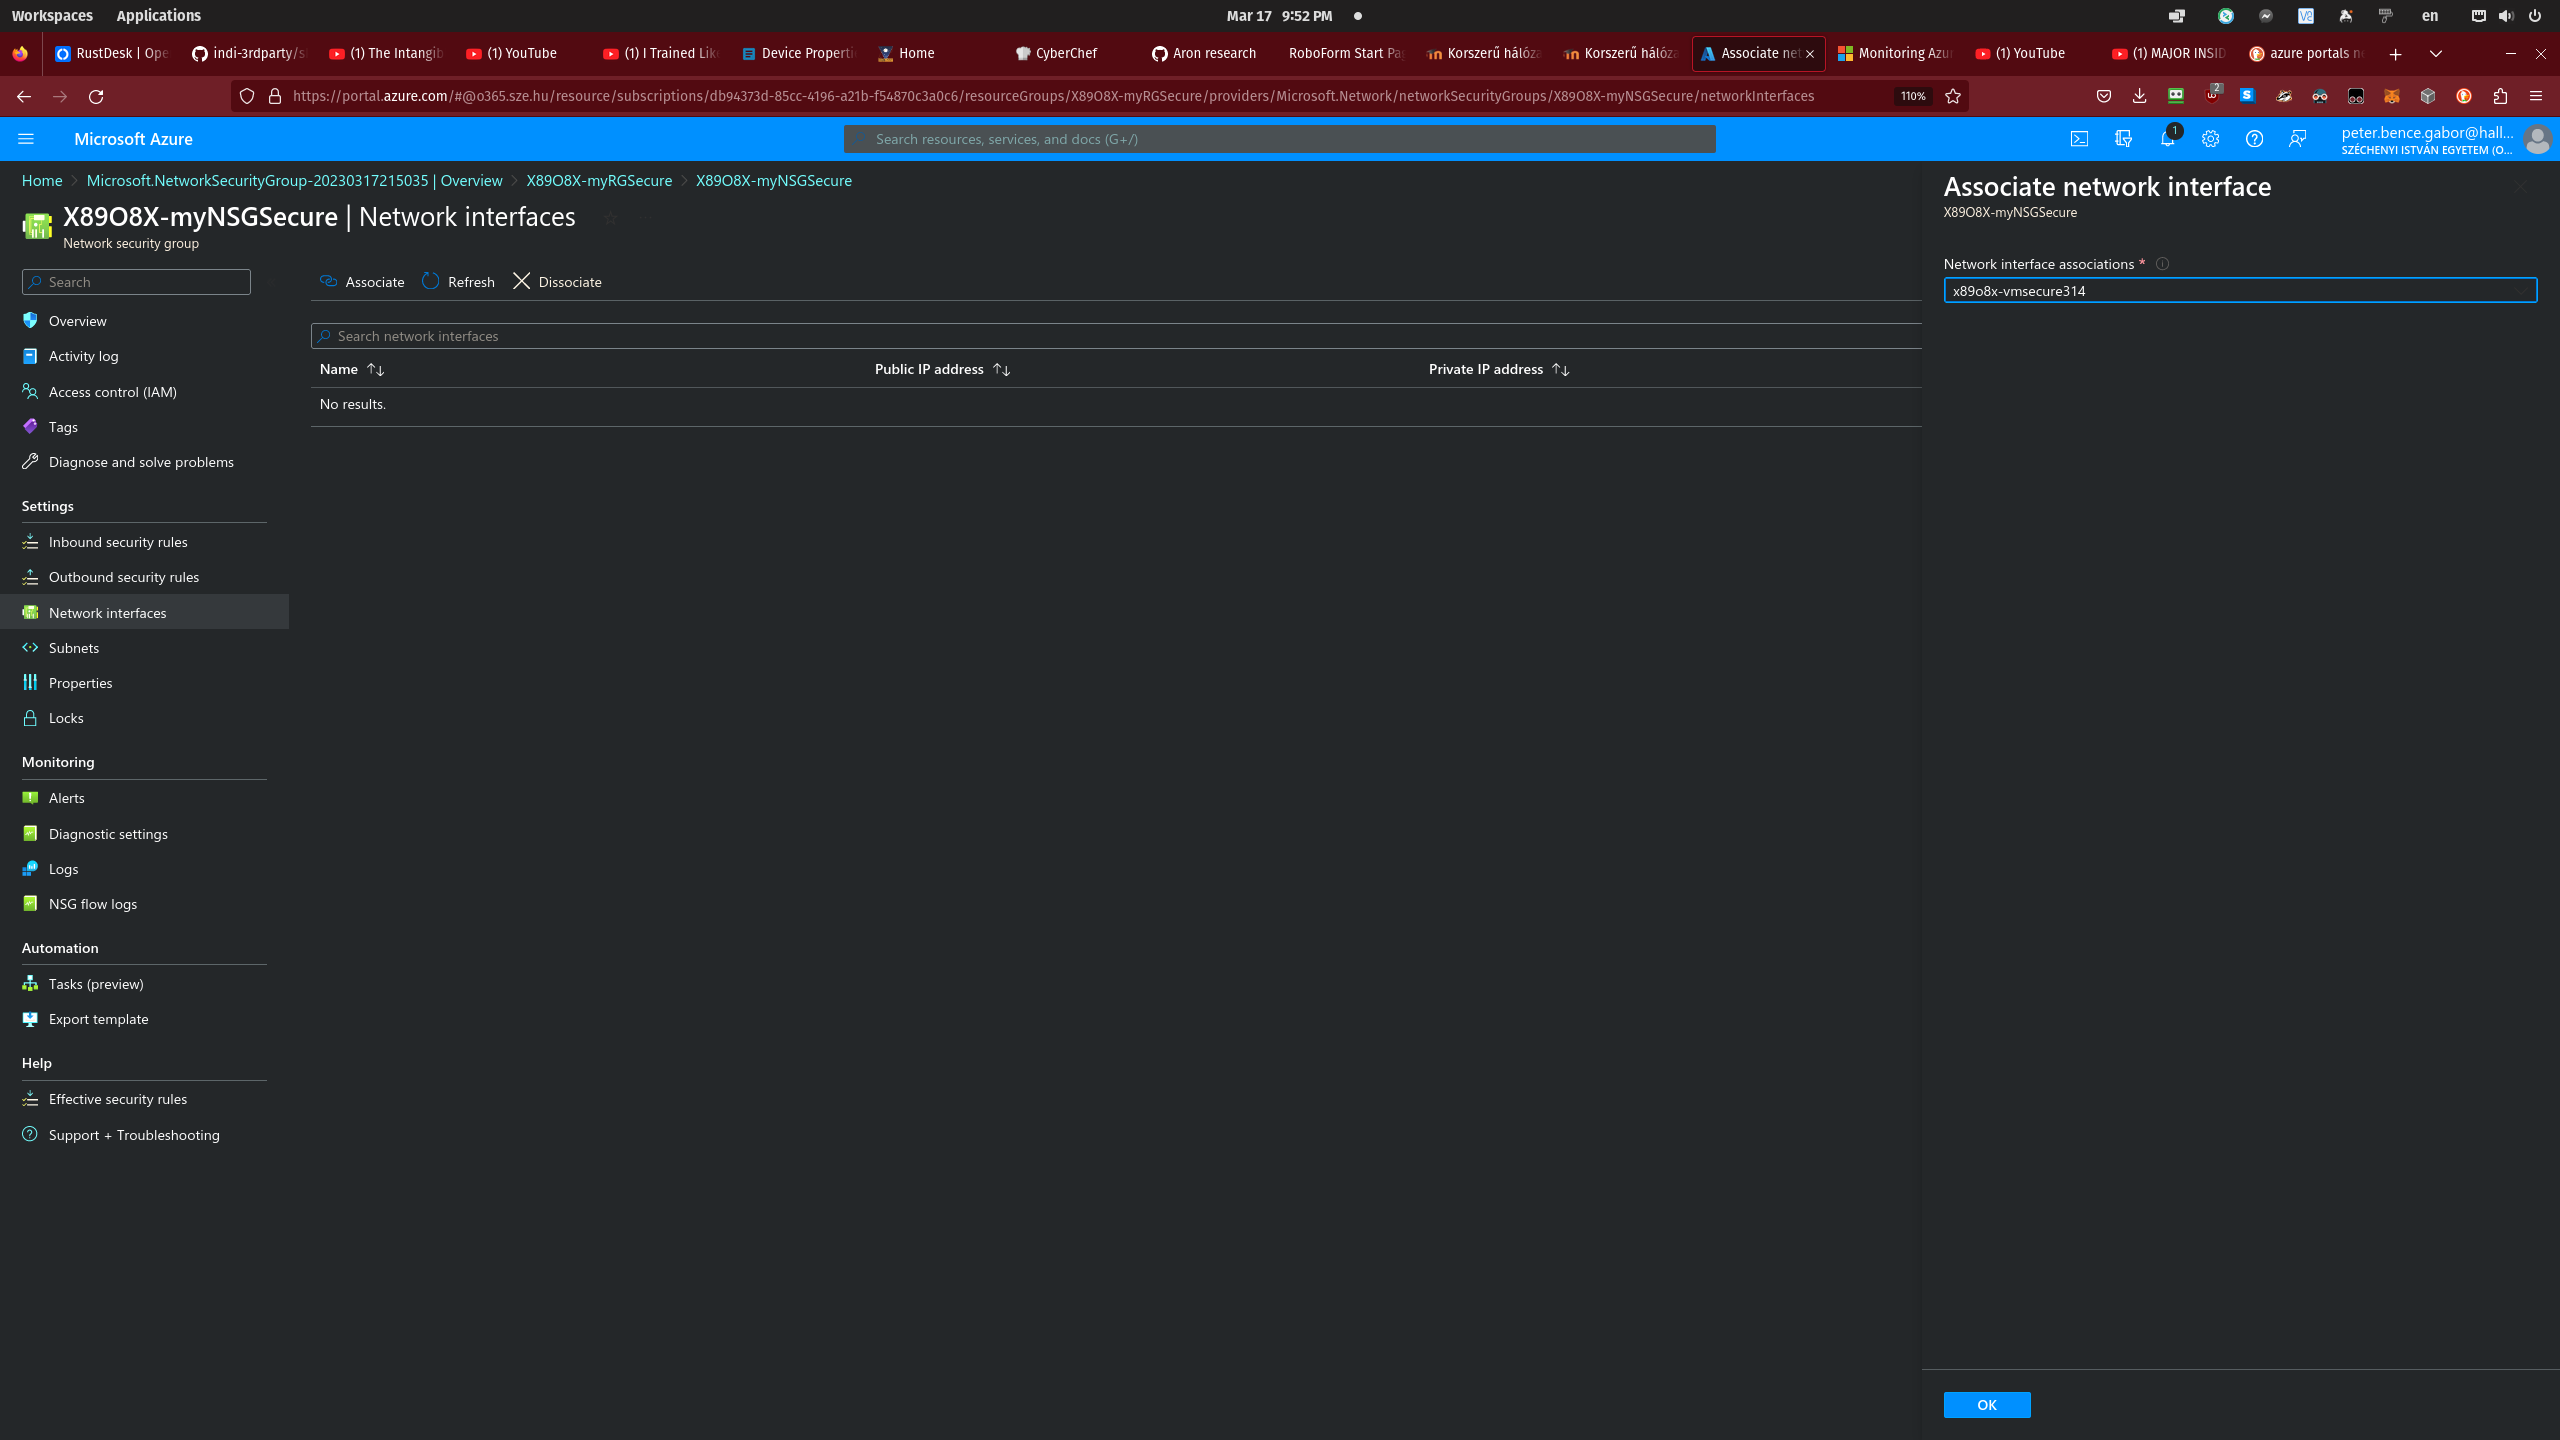 Workspaces Applications Mar 17 9:52 PM en
RustDesk | Ope indi-3rdparty/s (1) The Intangib (1) YouTube (1) I Trained Lik Device Properti Home CyberChef Aron research RoboForm Start Pa Korszerű hálóza Korszerű hálóza Associate net Monitoring Azur (1) YouTube (1) MAJOR INSID azure portals n
https://portal.azure.com/#@o365.sze.hu/resource/subscriptions/db94373d-85cc-4196-a21b-f54870c3a0c6/resourceGroups/X89O8X-myRGSecure/providers/Microsoft.Network/networkSecurityGroups/X89O8X-myNSGSecure/networkInterfaces 110% 2
Microsoft Azure Search resources, services, and docs (G+/) 1 peter.bence.gabor@hall...
SZÉCHENYI ISTVÁN EGYETEM (O...
Home Microsoft.NetworkSecurityGroup-20230317215035 | Overview X89O8X-myRGSecure X89O8X-myNSGSecure
X89O8X-myNSGSecure | Network interfaces
Network security group
Search
Overview
Activity log
Access control (IAM)
Tags
Diagnose and solve problems
Settings
Inbound security rules
Outbound security rules
Network interfaces
Subnets
Properties
Locks
Monitoring
Alerts
Diagnostic settings
Logs
NSG flow logs
Automation
Tasks (preview)
Export template
Help
Effective security rules
Support + Troubleshooting
Associate Refresh Dissociate
Search network interfaces
Name Public IP address Private IP address
No results.
Associate network interface
X89O8X-myNSGSecure
Network interface associations *
x89o8x-vmsecure314
OK